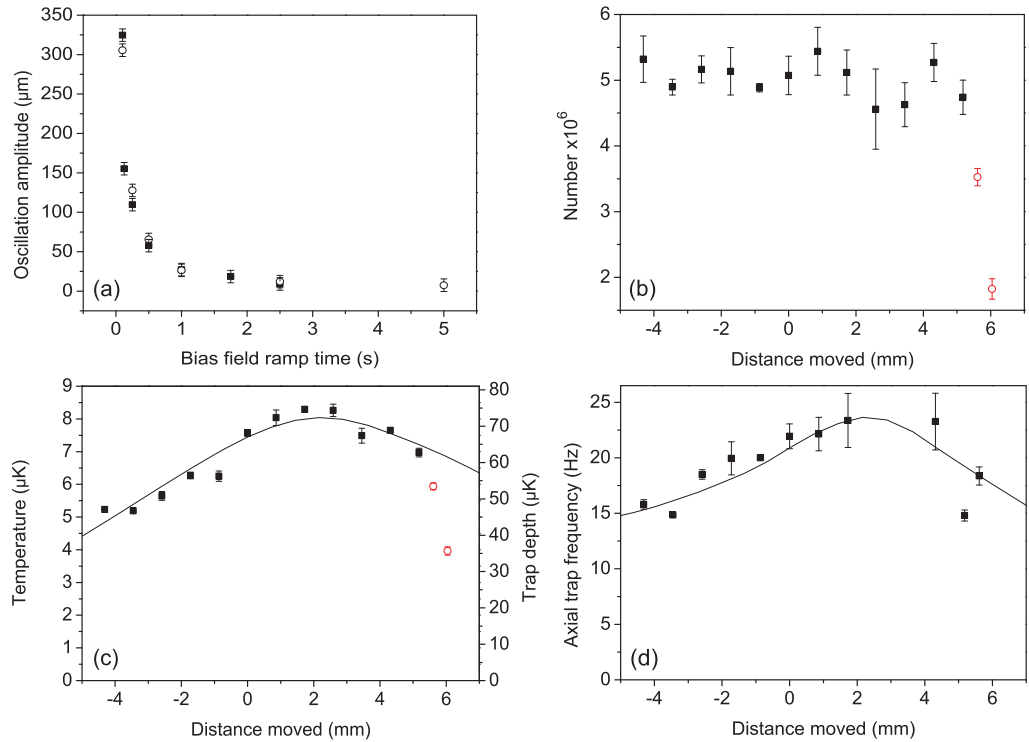 350
300
250
200
150
100
50
0
Oscillation amplitude (µm)
(a)
0 1 2 3 4 5
Bias field ramp time (s)
6
5
4
3
2
Number x10⁶
(b)
-4 -2 0 2 4 6
Distance moved (mm)
9
8
7
6
5
4
3
2
1
0
Temperature (µK)
80
70
60
50
40
30
20
10
0
Trap depth (µK)
(c)
-4 -2 0 2 4 6
Distance moved (mm)
25
20
15
10
5
0
Axial trap frequency (Hz)
(d)
-4 -2 0 2 4 6
Distance moved (mm)